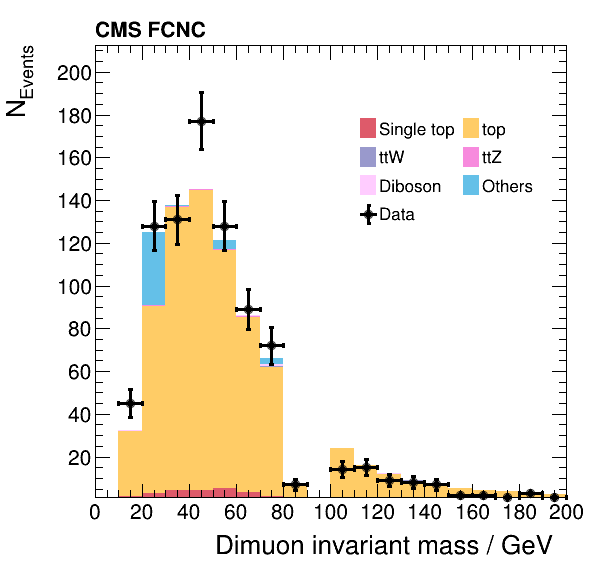 CMS FCNC
N_Events
200
180
160
140
120
100
80
60
40
20
Single top
top
ttW
ttZ
Diboson
Others
Data
0 20 40 60 80 100 120 140 160 180 200
Dimuon invariant mass / GeV